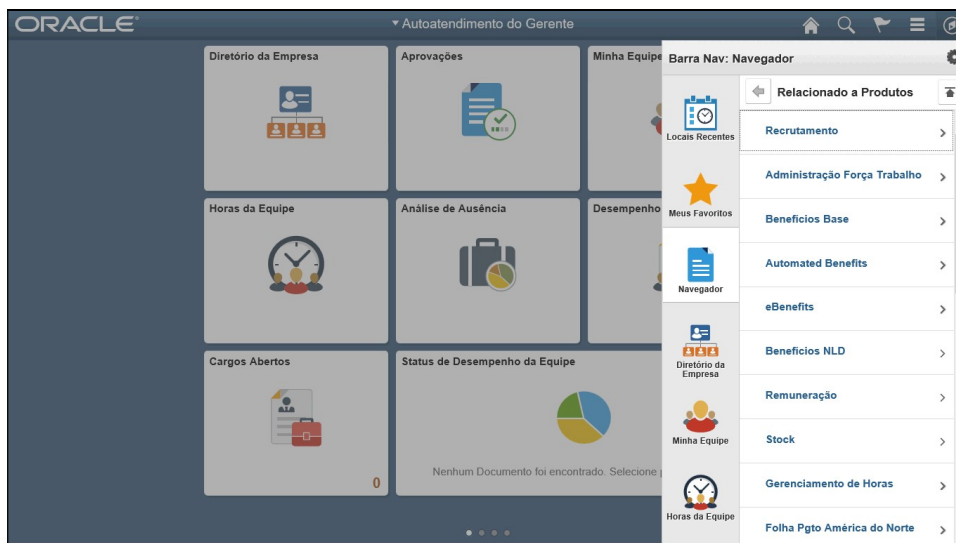 ORACLE
Autoatendimento do Gerente
Diretório da Empresa
Aprovações
Minha Equipe
Horas da Equipe
Análise de Ausência
Desempenho
Cargos Abertos
0
Status de Desempenho da Equipe
Nenhum Documento foi encontrado. Selecione
Barra Nav: Navegador
Locais Recentes
Meus Favoritos
Navegador
Diretório da
Empresa
Minha Equipe
Horas da Equipe
Relacionado a Produtos
Recrutamento
Administração Força Trabalho
Beneficios Base
Automated Benefits
eBenefits
Beneficios NLD
Remuneração
Stock
Gerenciamento de Horas
Folha Pgto América do Norte